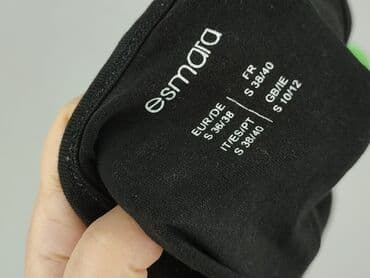 esmara
EUR/DE
S 36/38
FR
S 38/40
IT/ES/PT
S 38/40
GB/IE
S 10/12